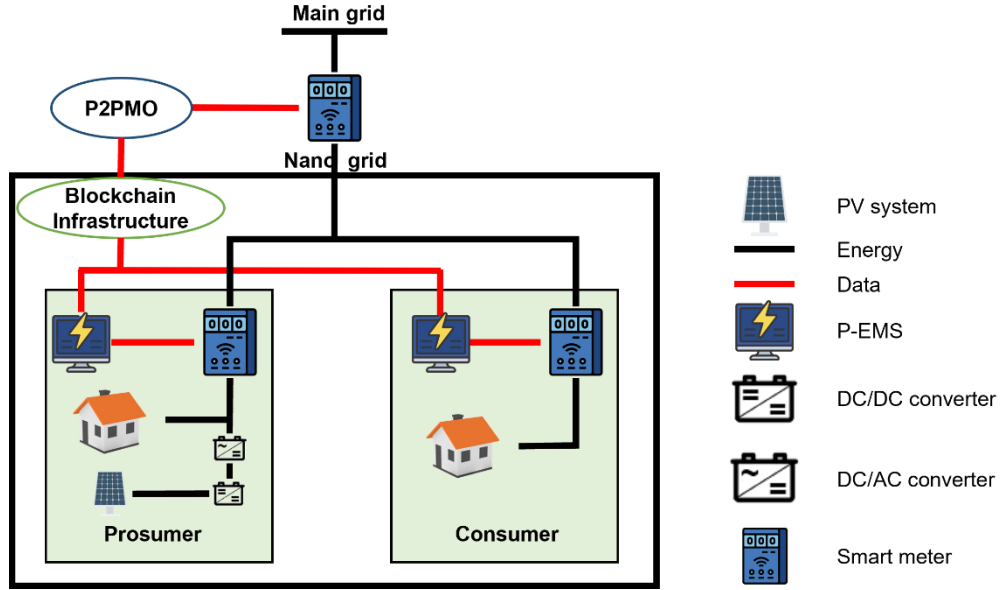 Main grid
P2PMO
Nano grid
Blockchain
Infrastructure
Prosumer
Consumer
PV system
Energy
Data
P-EMS
DC/DC converter
DC/AC converter
Smart meter